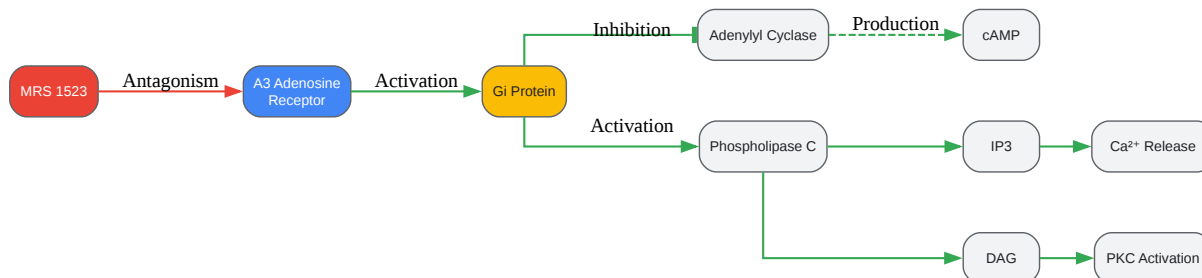 Inhibition
Adenylyl Cyclase
Production
cAMP
MRS 1523
Antagonism
A3 Adenosine
Receptor
Activation
Gi Protein
Activation
Phospholipase C
IP3
Ca²⁺ Release
DAG
PKC Activation